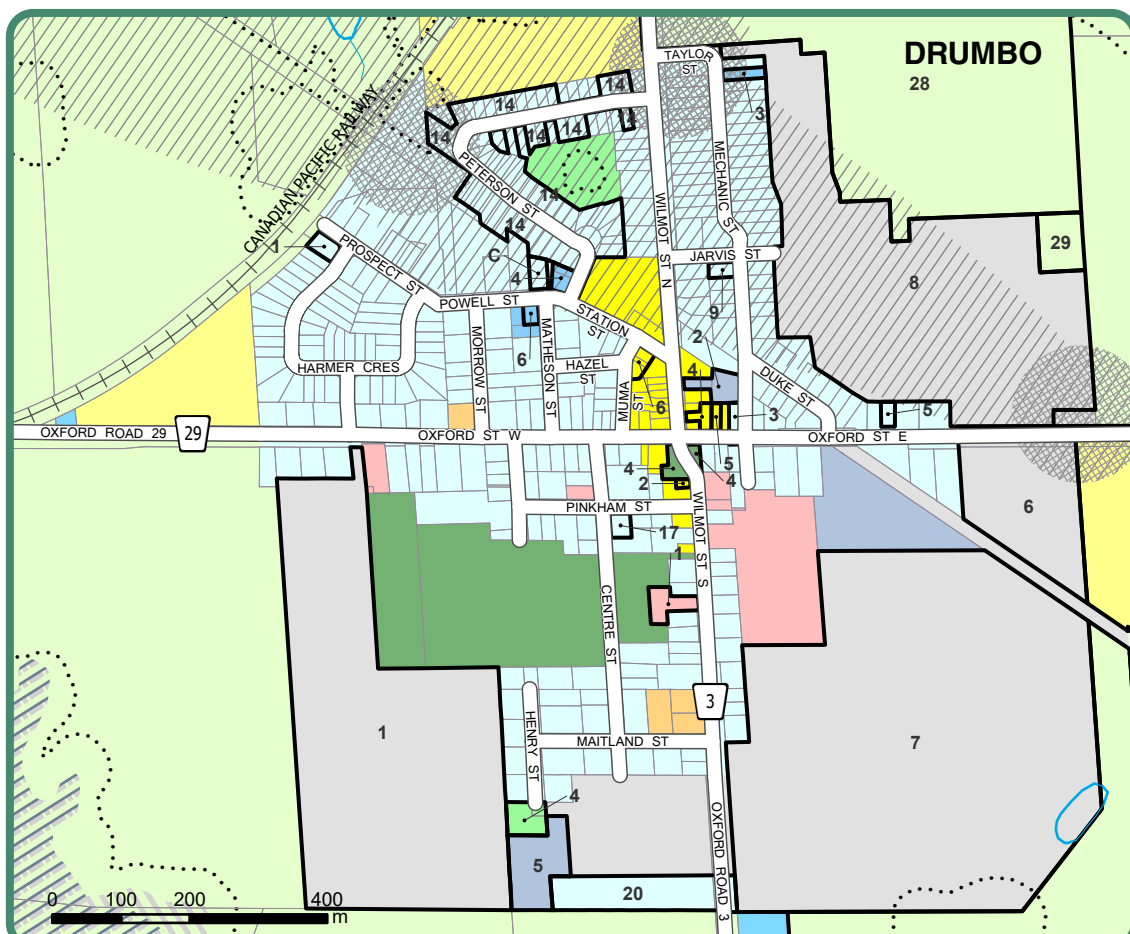 DRUMBO
28
TAYLOR
ST
14
14
3
13
14
14
14
CANADIAN PACIFIC RAILWAY
PETERSON ST
MECHANIC ST
14
14
WILMOT ST N
1
PROSPECT ST
C
4
JARVIS ST
29
8
9
POWELL ST
STATION
ST
2
6
MORROW ST
MATHESON ST
HAZEL
ST
MUMA
ST
HARMER CRES
4
DUKE ST
6
3
5
OXFORD ROAD 29
29
OXFORD ST W
OXFORD ST E
4
5
4
2
PINKHAM ST
17
WILMOT ST S
6
1
CENTRE ST
3
1
HENRY ST
MAITLAND ST
7
4
OXFORD ROAD 3
5
20
0 100 200 400
m